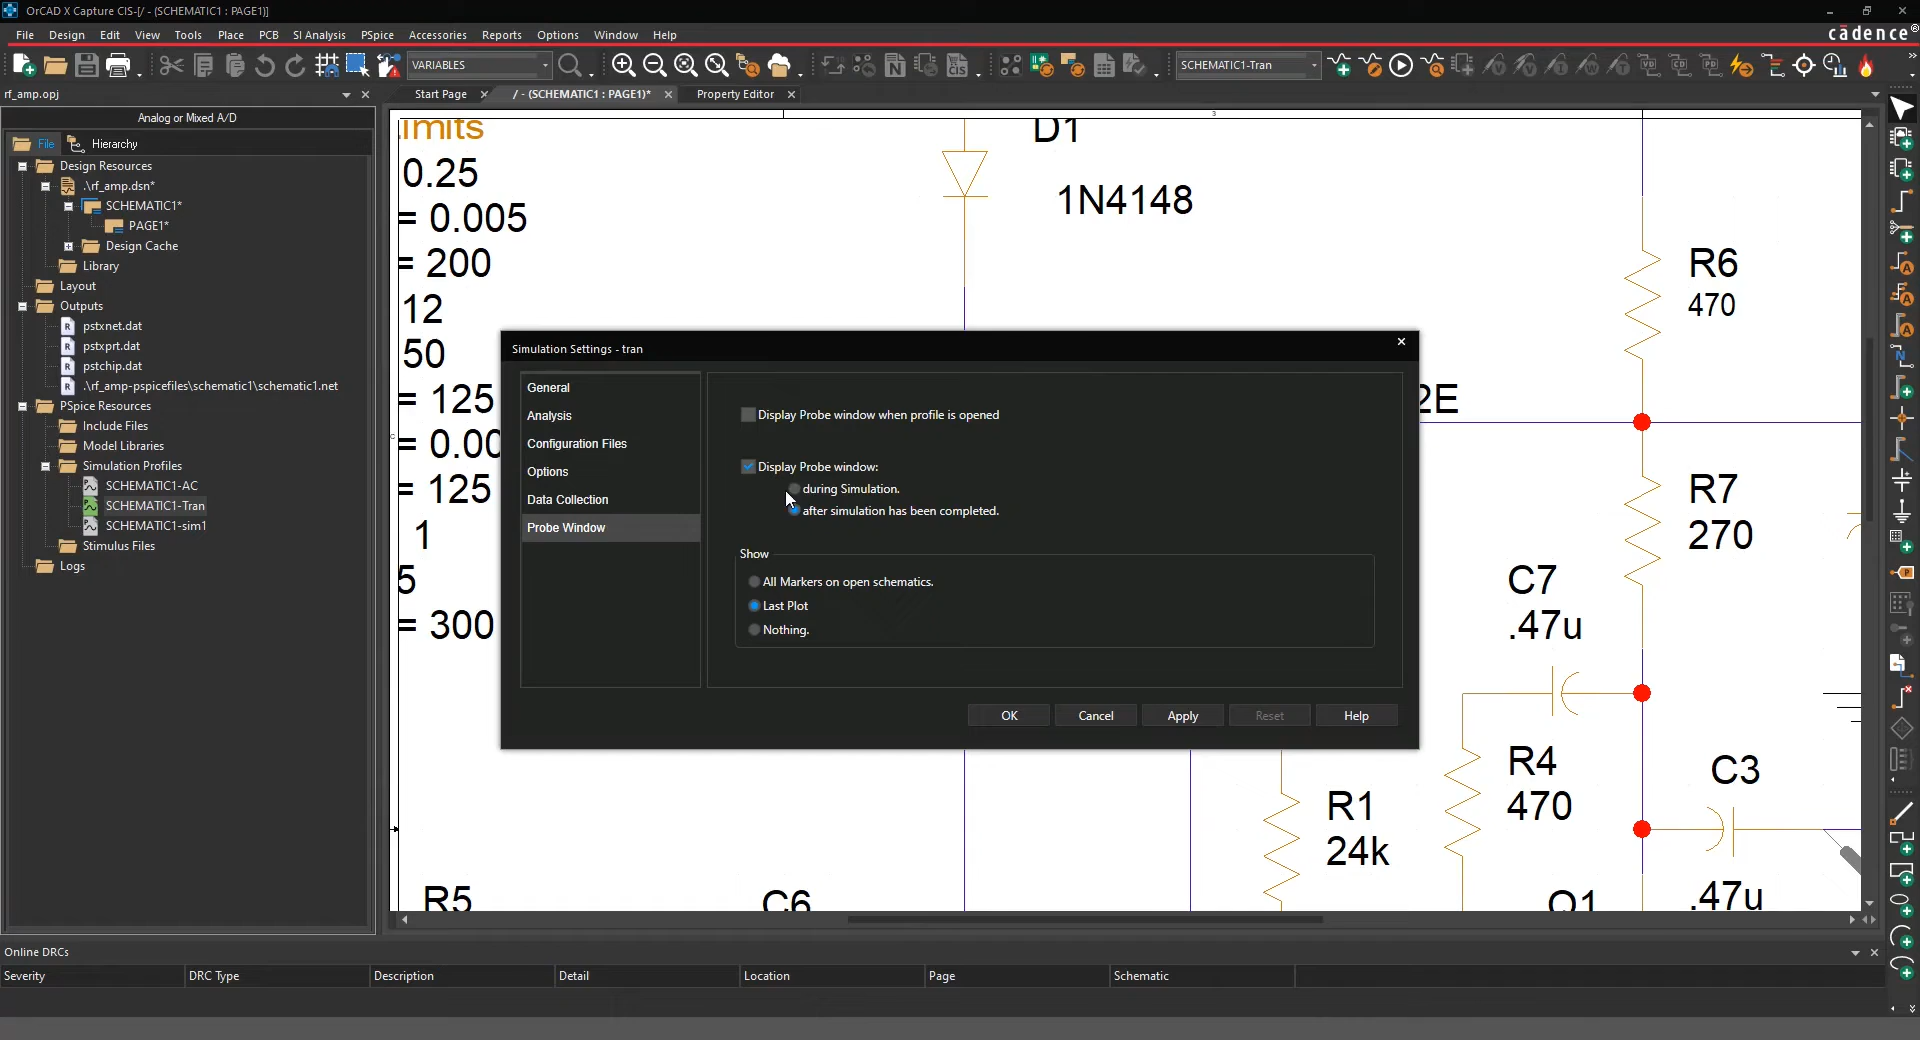 OrCAD X Capture CIS-[/ - (SCHEMATIC1 : PAGE1)]
File Design Edit View Tools Place PCB SI Analysis PSpice Accessories Reports Options Window Help
cādence®
VARIABLES
SCHEMATIC1-Tran
rf_amp.opj
Start Page
/ - (SCHEMATIC1 : PAGE1)*
Property Editor
Analog or Mixed A/D
File
Hierarchy
Design Resources
.\rf_amp.dsn*
SCHEMATIC1*
PAGE1*
Design Cache
Library
Layout
Outputs
pstxnet.dat
pstxprt.dat
pstchip.dat
.\rf_amp-pspicefiles\schematic1\schematic1.net
PSpice Resources
Include Files
Model Libraries
Simulation Profiles
SCHEMATIC1-AC
SCHEMATIC1-Tran
SCHEMATIC1-sim1
Stimulus Files
Logs
3
imits
0.25
= 0.005
= 200
12
50
= 125
= 0.00
= 125
1
5
= 300
D1
1N4148
R6
470
2E
R7
270
C7
.47u
R4
470
C3
.47u
R1
24k
R5
C6
Q1
Simulation Settings - tran
General
Analysis
Configuration Files
Options
Data Collection
Probe Window
Display Probe window when profile is opened
Display Probe window:
during Simulation.
after simulation has been completed.
Show
All Markers on open schematics.
Last Plot
Nothing.
OK Cancel Apply Reset Help
Online DRCs
Severity DRC Type Description Detail Location Page Schematic